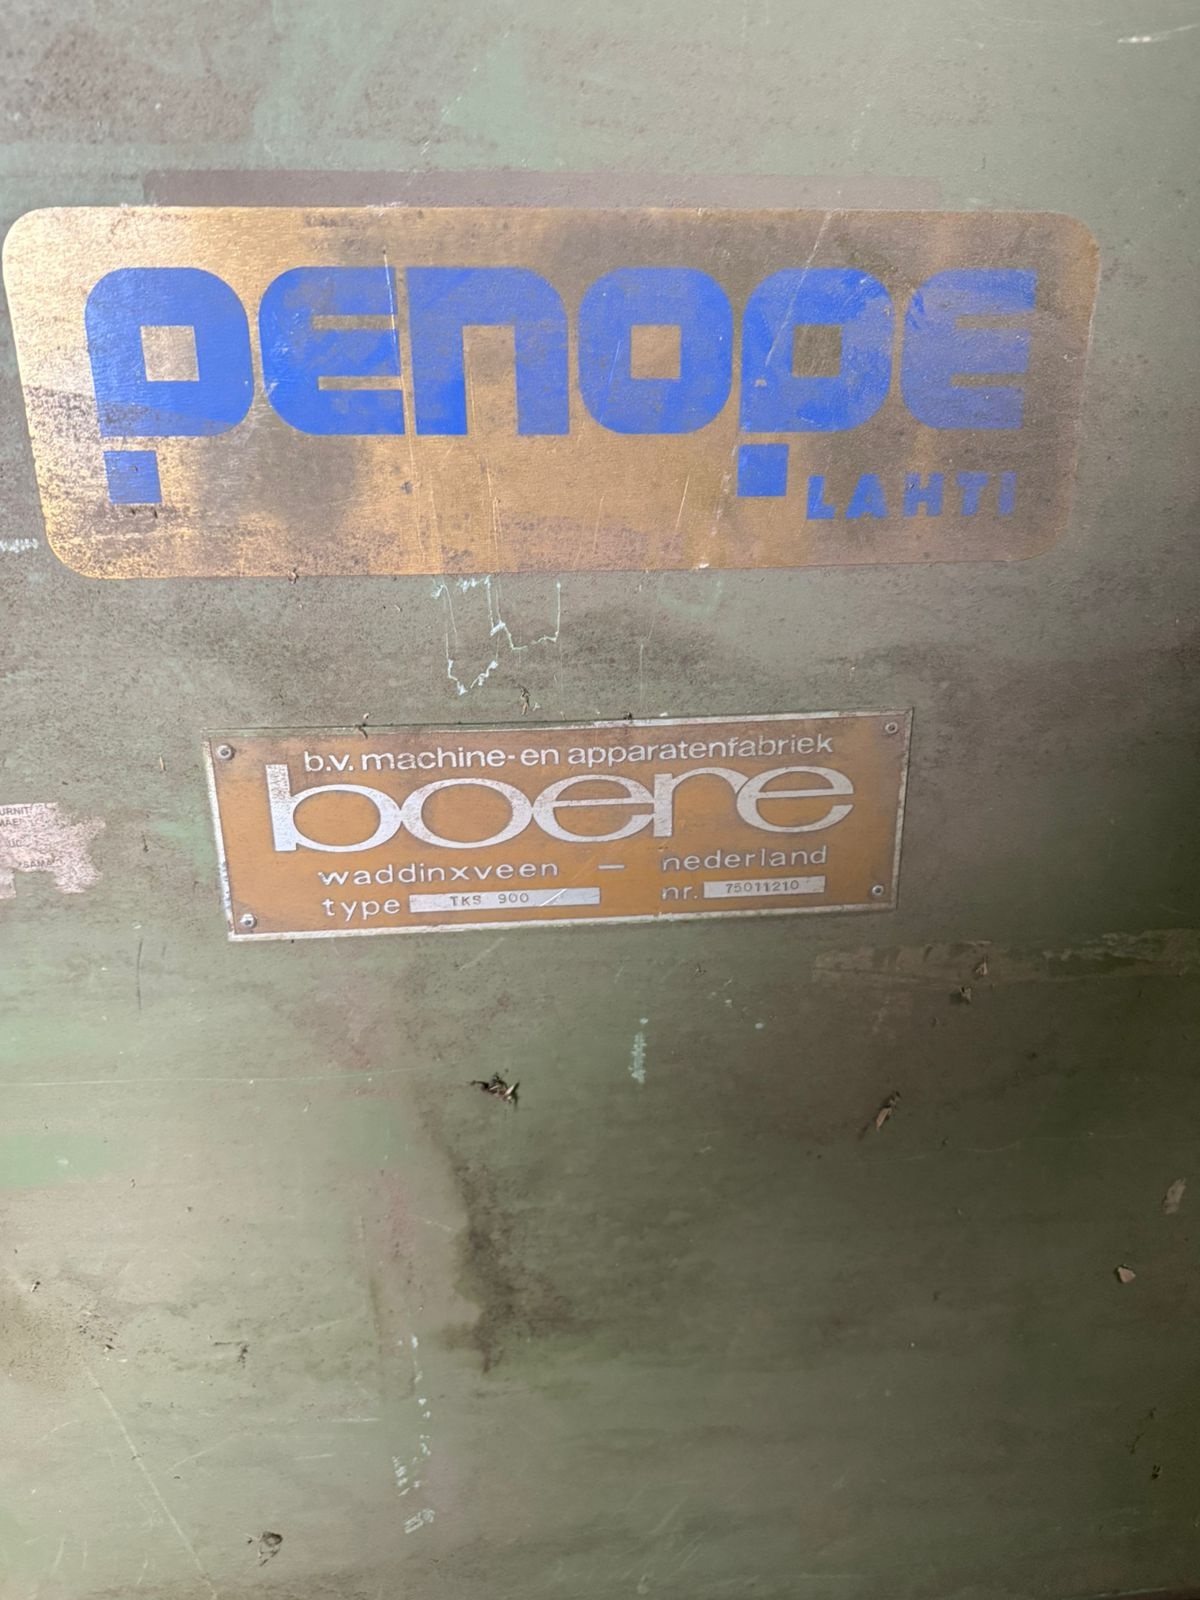 penope
LAHTI
b.v. machine-en apparatenfabriek
boere
waddinxveen — nederland
type TKS 900 nr. 75011210